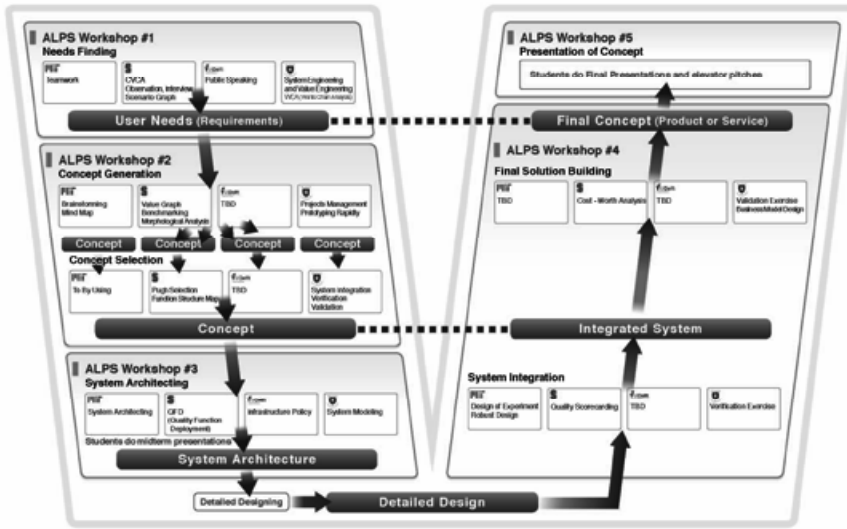 ALPS Workshop #1
Needs Finding
Teamwork
CVCA
Observation, Interview
Scenario Graph
Public Speaking
System Engineering
and Value Engineering
User Needs (Requirements)
ALPS Workshop #2
Concept Generation
Brainstorming
Mind Map
Value Graph
Benchmarking
Morphological Analysis
TBD
Projects Management
Prototyping Rapidly
Concept
Concept
Concept
Concept
Concept Selection
To-By Using
Pugh Selection
Function Structure Map
TBD
System Integration
Verification
Validation
Concept
ALPS Workshop #3
System Architecting
System Architecting
QFD
(Quality Function
Deployment)
Infrastructure Policy
System Modeling
Students do midterm presentations
System Architecture
Detailed Designing
Detailed Design
ALPS Workshop #5
Presentation of Concept
Students do Final Presentations and elevator pitches
Final Concept (Product or Service)
ALPS Workshop #4
Final Solution Building
TBD
Cost - Worth Analysis
TBD
Validation Exercise
Business Model Design
Integrated System
System Integration
Design of Experiment
Robust Design
Quality Scorecarding
TBD
Verification Exercise